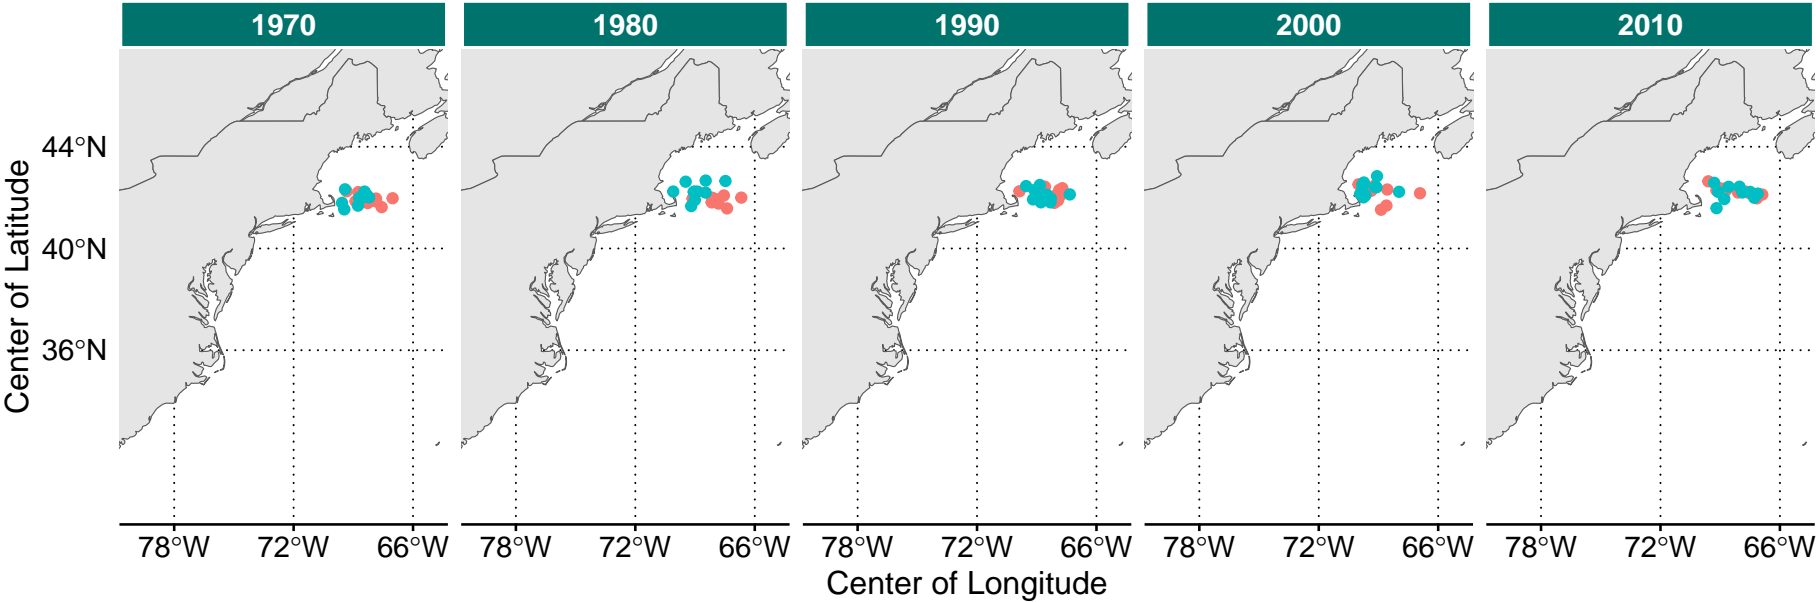 1970 1980 1990 2000 2010
Center of Latitude
44°N
40°N
36°N
78°W 72°W 66°W 78°W 72°W 66°W 78°W 72°W 66°W 78°W 72°W 66°W 78°W 72°W 66°W
Center of Longitude